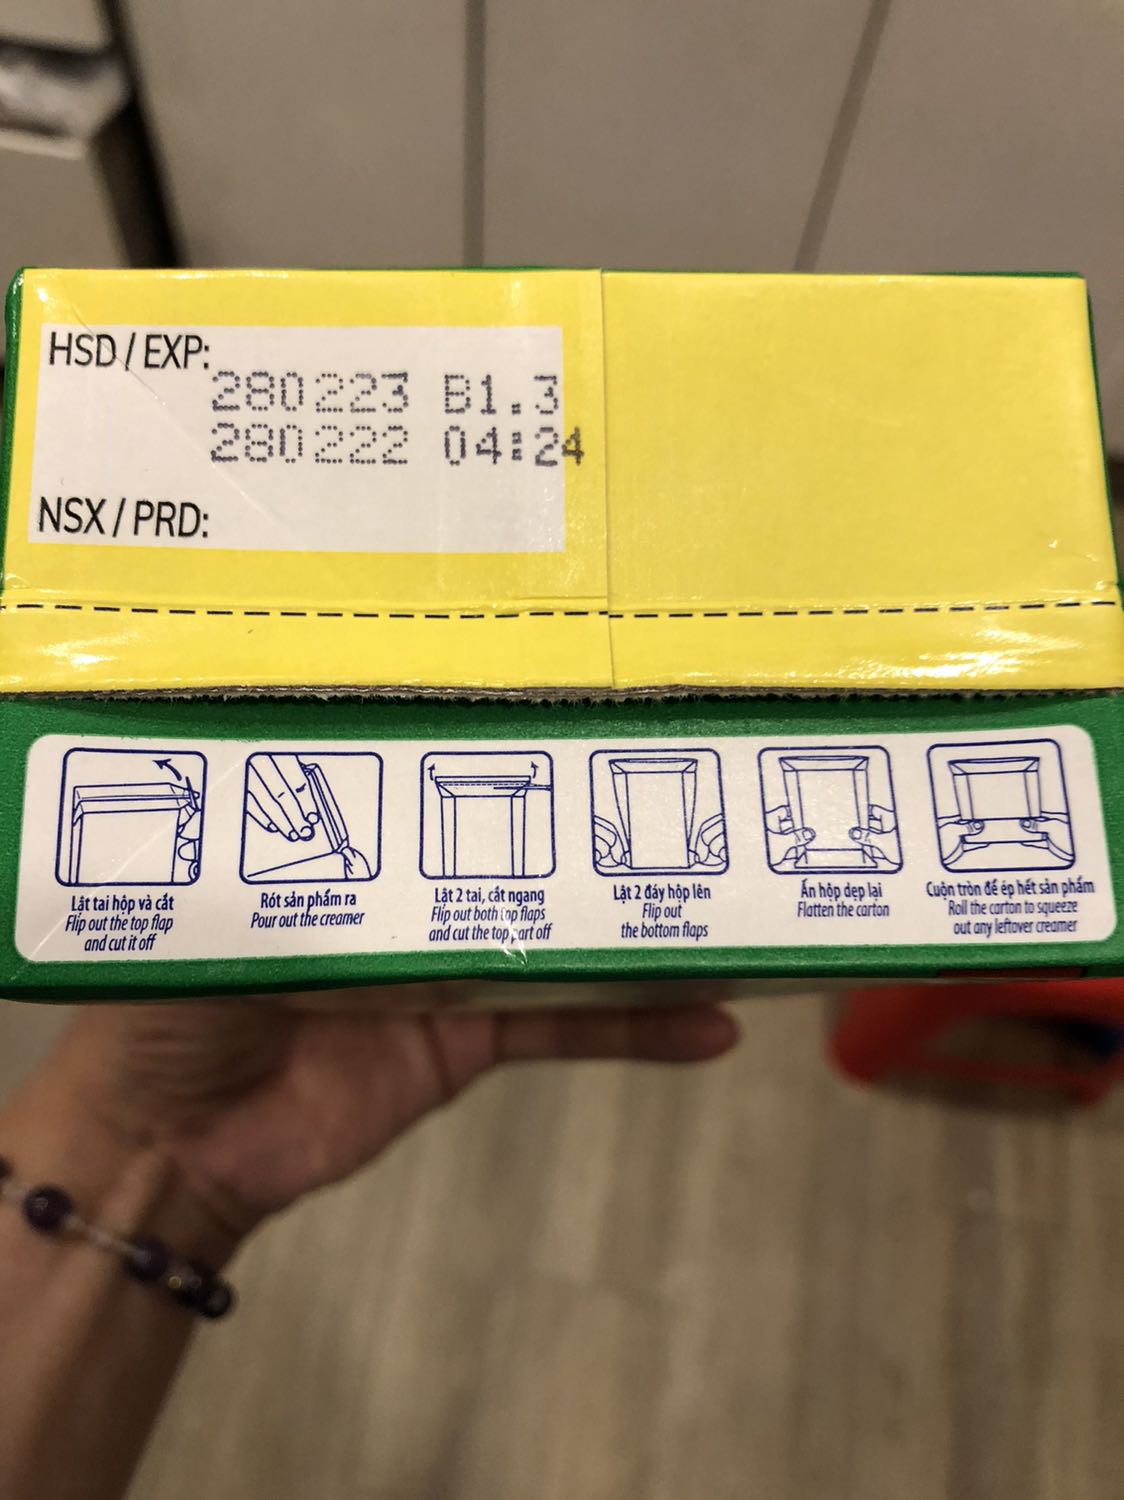 HSD / EXP:
280223 B1.3
280222 04:24
NSX / PRD:
Lật tai hộp và cắt
Flip out the top flap
and cut it off
Rót sản phẩm ra
Pour out the creamer
Lật 2 tai, cắt ngang
Flip out both top flaps
and cut the top part off
Lật 2 đáy hộp lên
Flip out
the bottom flaps
Ấn hộp dẹp lại
Flatten the carton
Cuộn tròn để ép hết sản phẩm
Roll the carton to squeeze
out any leftover creamer